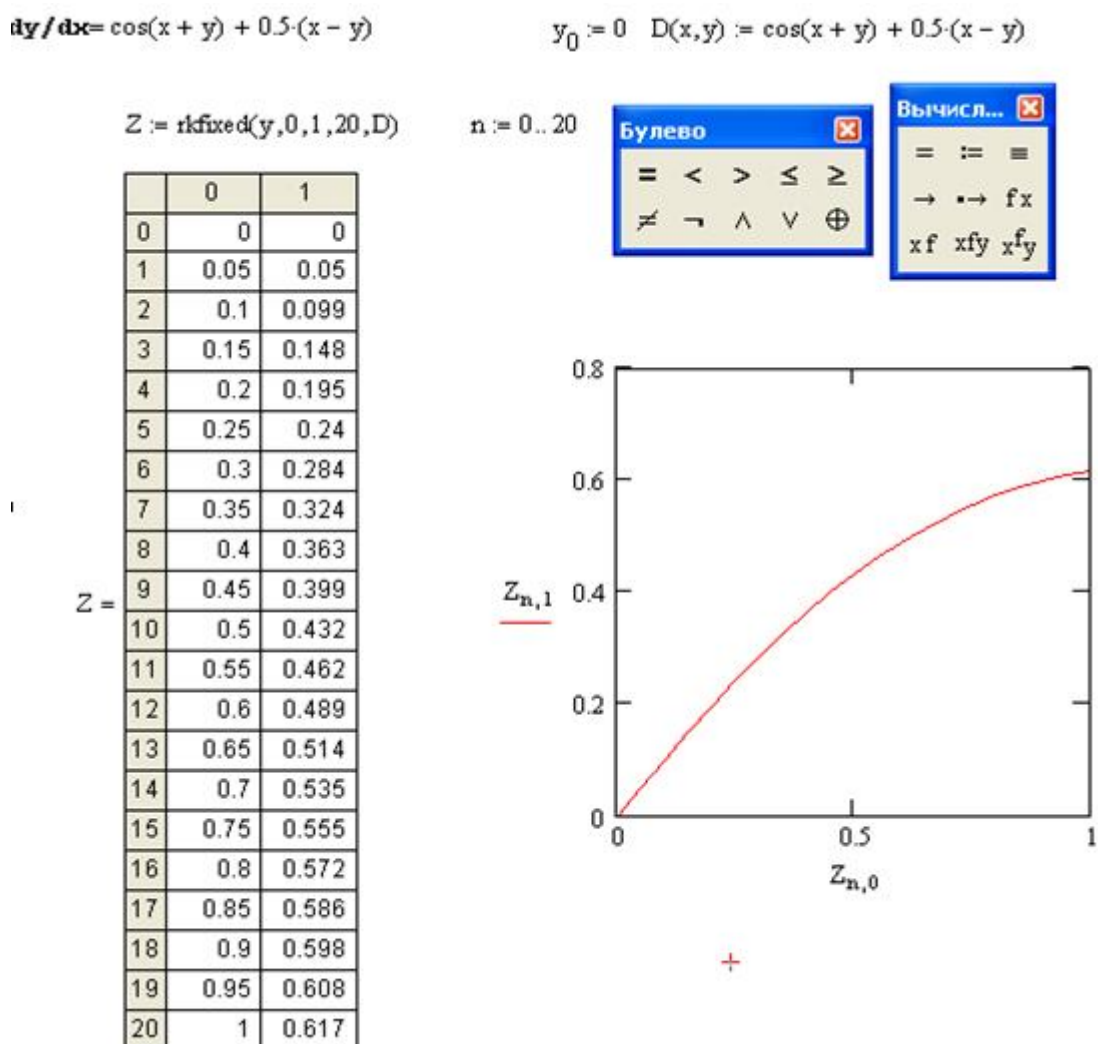 dy/dx= cos(x + y) + 0.5·(x − y)
y0 := 0 D(x,y) := cos(x + y) + 0.5·(x − y)
Z := rkfixed(y,0,1,20,D)
n := 0.. 20
Булево
= < > ≤ ≥
≠ ¬ ∧ ∨ ⊕
Вычисл...
= := ≡
→ ▪→ fx
xf xfy xfy
Z =
0 1
0 0 0
1 0.05 0.05
2 0.1 0.099
3 0.15 0.148
4 0.2 0.195
5 0.25 0.24
6 0.3 0.284
7 0.35 0.324
8 0.4 0.363
9 0.45 0.399
10 0.5 0.432
11 0.55 0.462
12 0.6 0.489
13 0.65 0.514
14 0.7 0.535
15 0.75 0.555
16 0.8 0.572
17 0.85 0.586
18 0.9 0.598
19 0.95 0.608
20 1 0.617
0.8
0.6
Zn,1 0.4
0.2
0
0 0.5 1
Zn,0